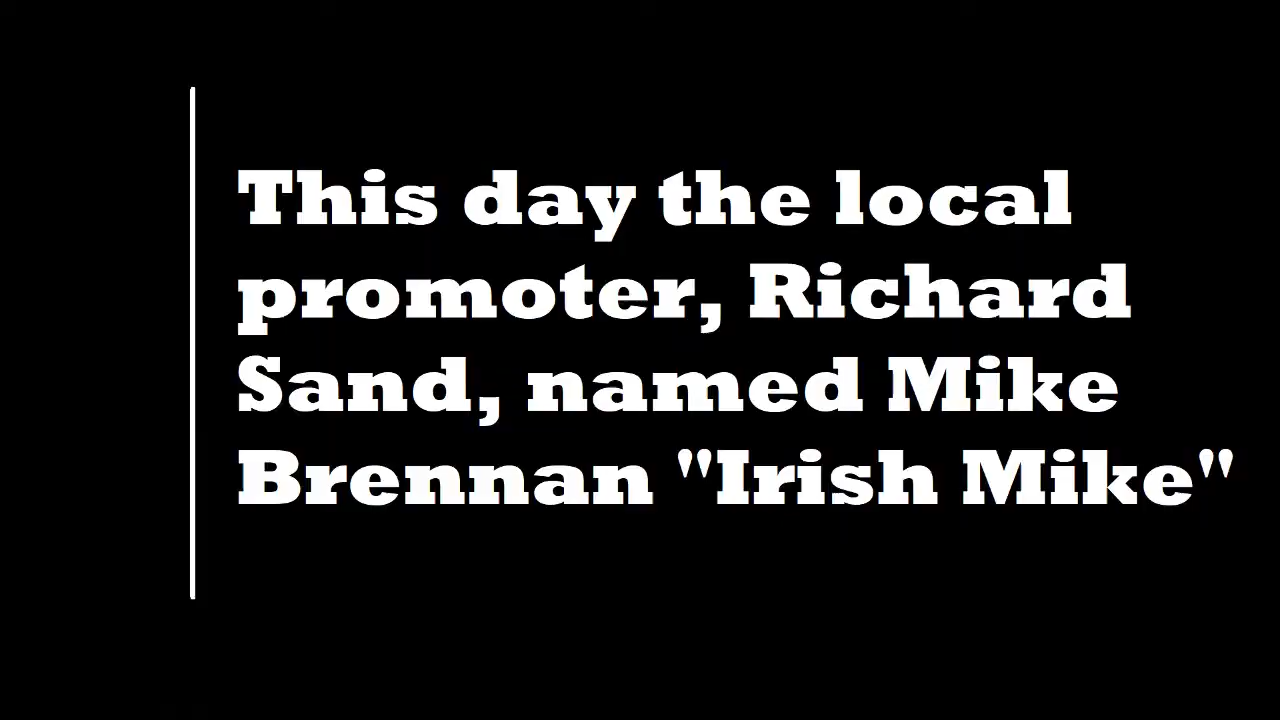 This day the local
promoter, Richard
Sand, named Mike
Brennan "Irish Mike"